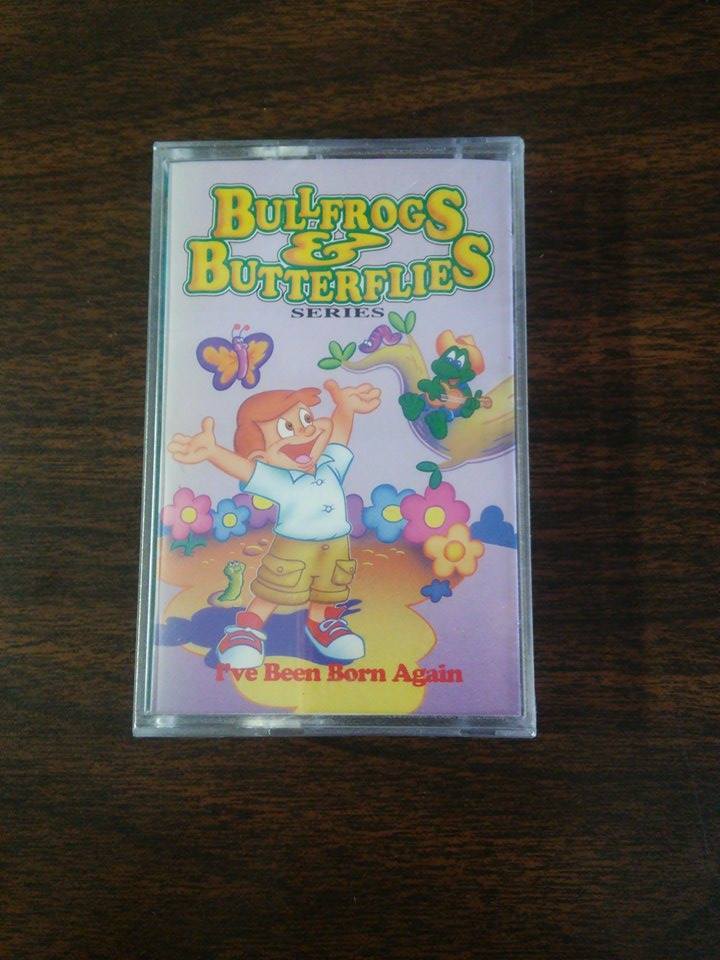 BULLFROGS
&
BUTTERFLIES
SERIES
I've Been Born Again